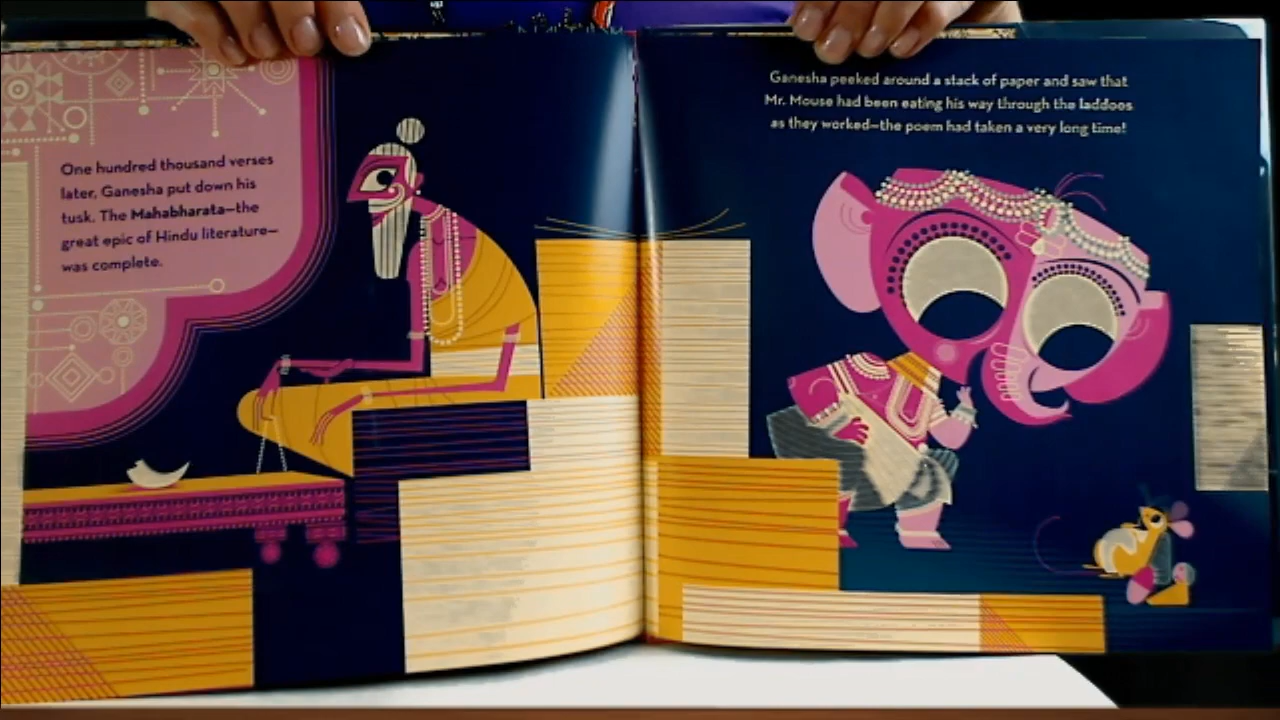 One hundred thousand verses
later, Ganesha put down his
tusk. The Mahabharata—the
great epic of Hindu literature—
was complete.
Ganesha peeked around a stack of paper and saw that
Mr. Mouse had been eating his way through the laddoos
as they worked—the poem had taken a very long time!